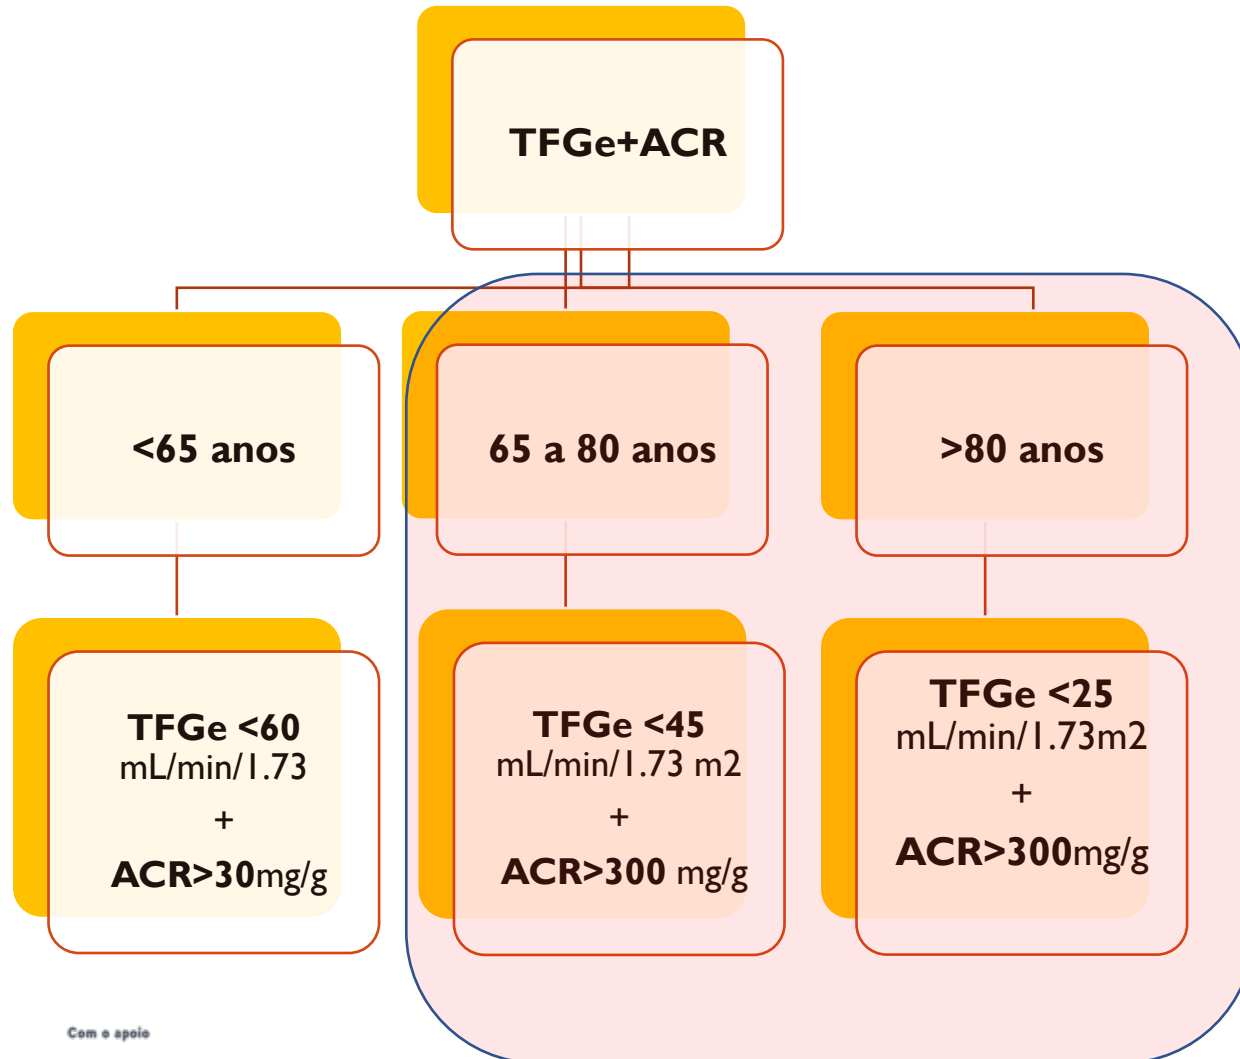 TFGe+ACR
<65 anos
65 a 80 anos
>80 anos
TFGe <60
mL/min/1.73
+
ACR>30mg/g
TFGe <45
mL/min/1.73 m2
+
ACR>300 mg/g
TFGe <25
mL/min/1.73m2
+
ACR>300mg/g
Com o apoio